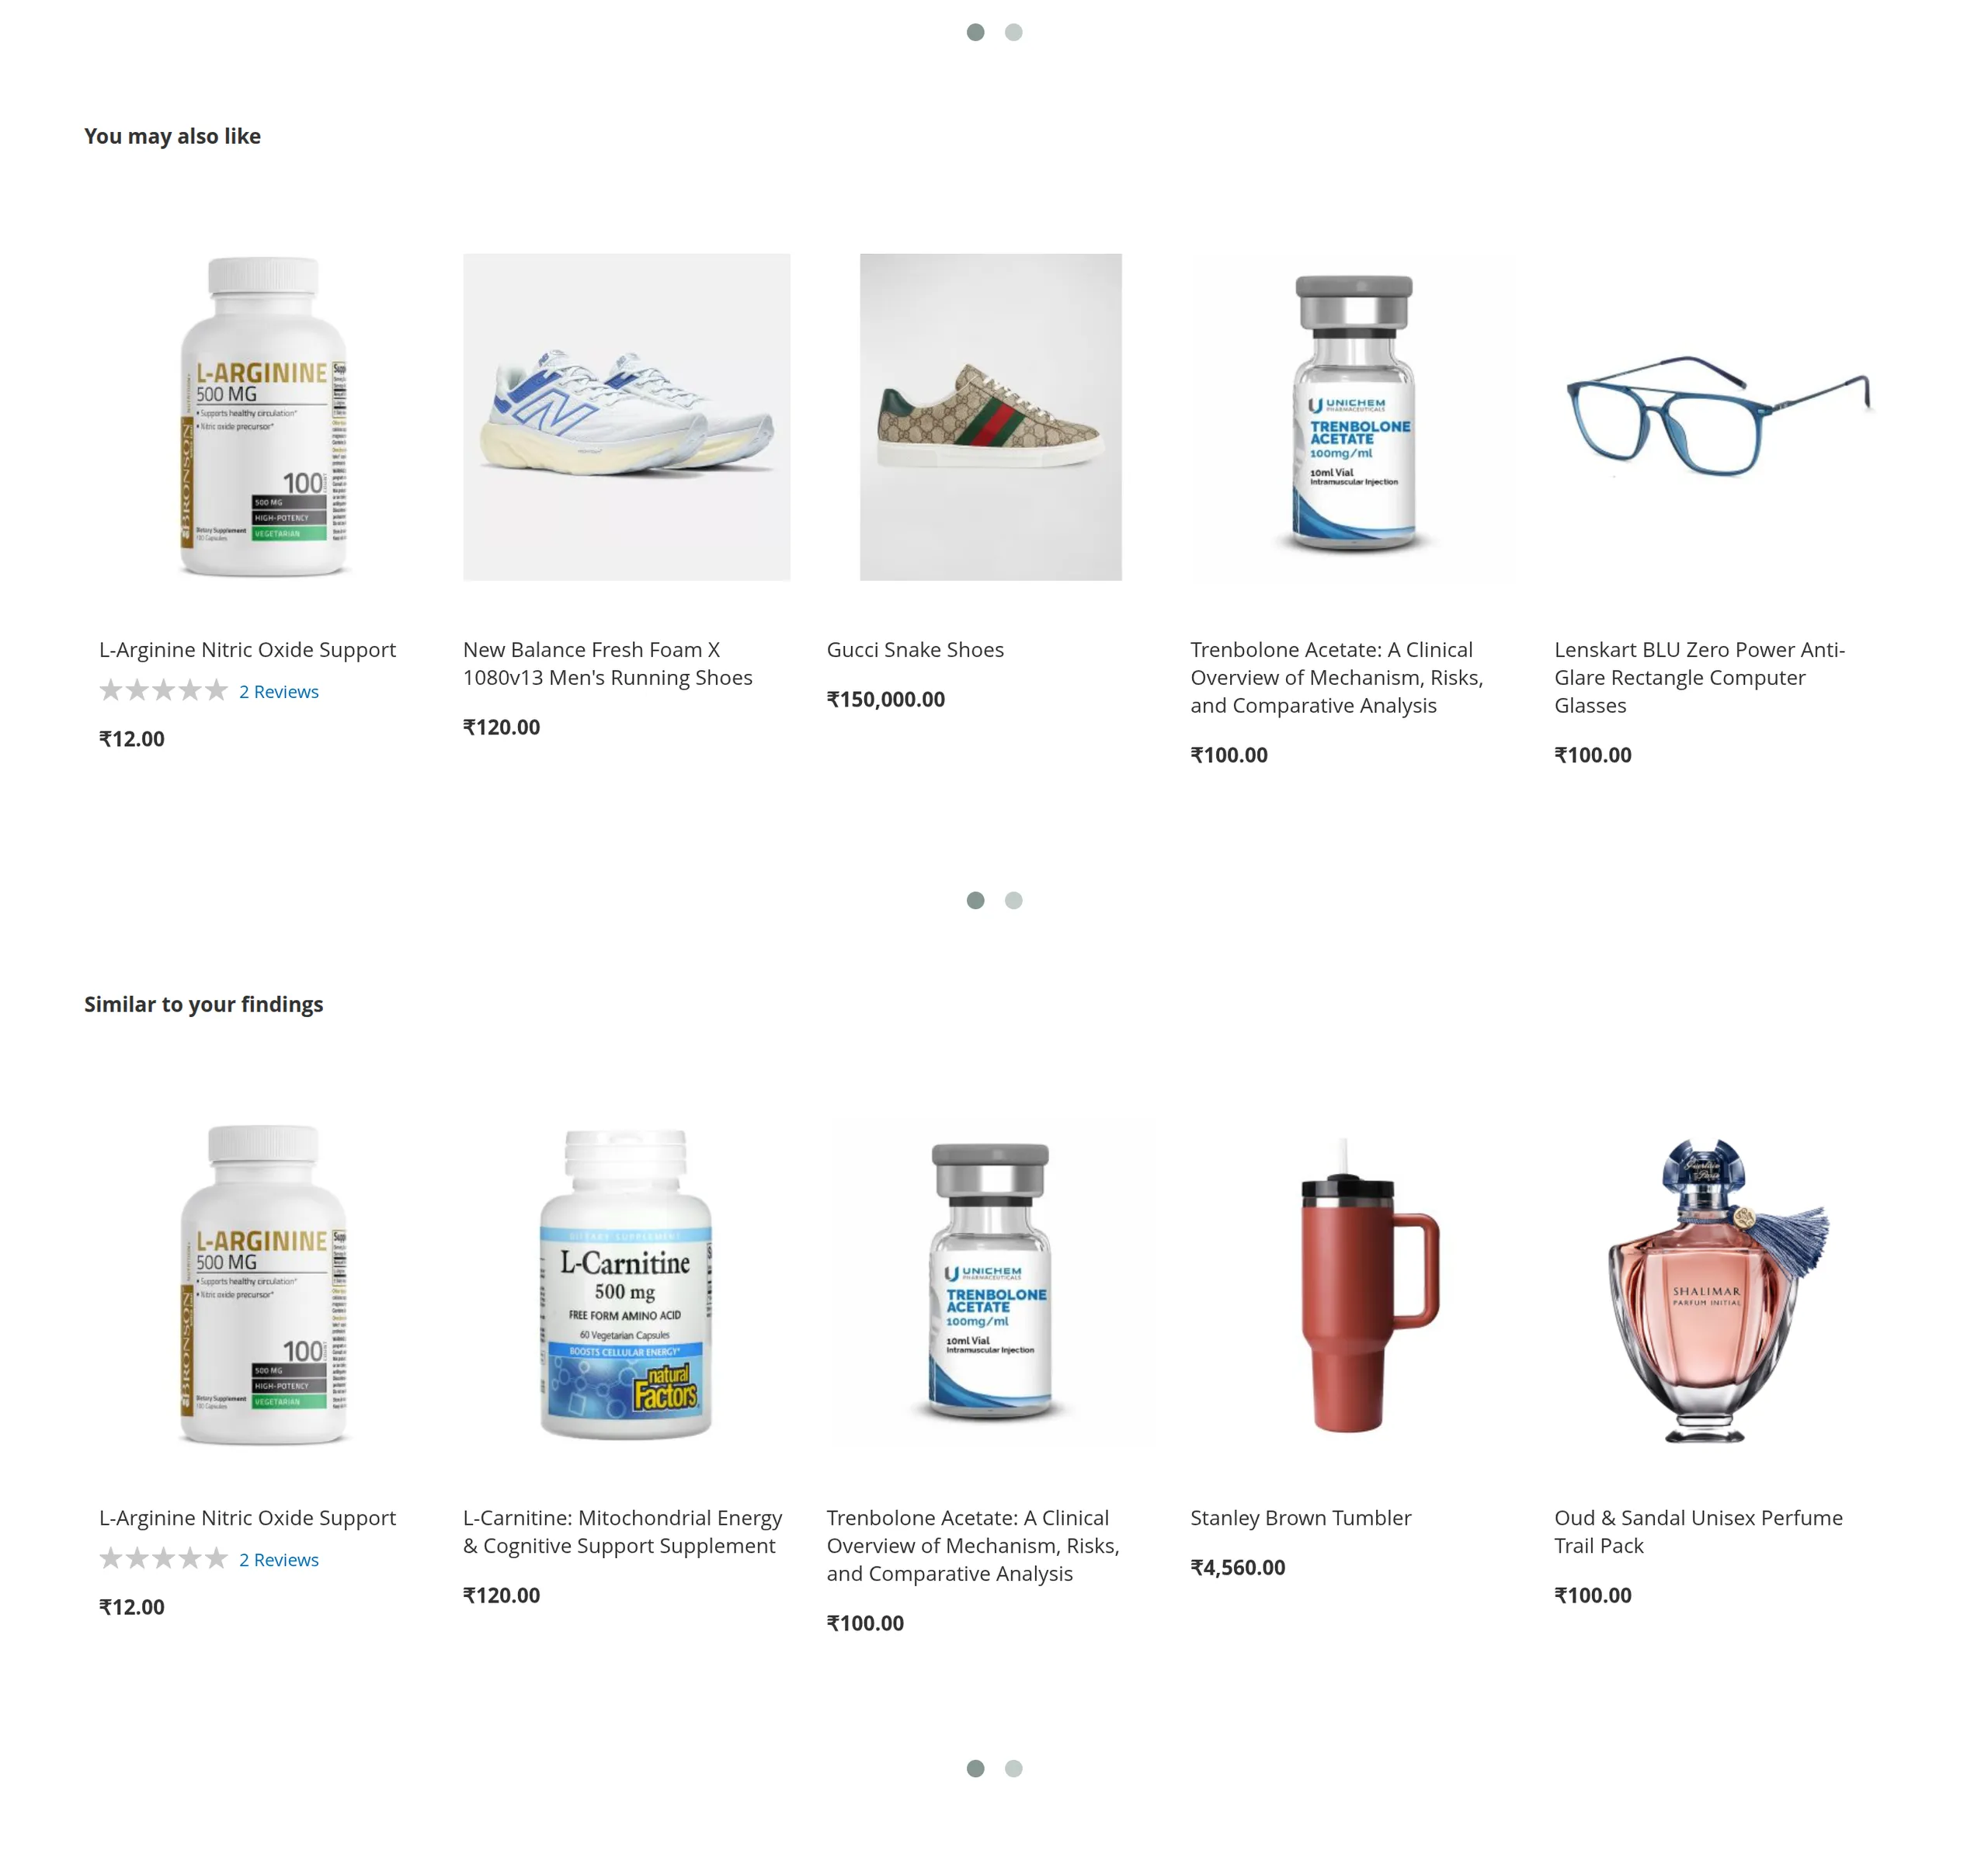 You may also like
L-ARGININE
500 MG
• Supports healthy circulation*
• Nitric oxide precursor*
BRONSON
100
500 MG
HIGH-POTENCY
VEGETARIAN
Dietary Supplement
N
UNICHEM
PHARMACEUTICALS
TRENBOLONE
ACETATE
100mg/ml
10ml Vial
Intramuscular Injection
L-Arginine Nitric Oxide Support
2 Reviews
₹12.00
New Balance Fresh Foam X
1080v13 Men's Running Shoes
₹120.00
Gucci Snake Shoes
₹150,000.00
Trenbolone Acetate: A Clinical
Overview of Mechanism, Risks,
and Comparative Analysis
₹100.00
Lenskart BLU Zero Power Anti-
Glare Rectangle Computer
Glasses
₹100.00
Similar to your findings
L-ARGININE
500 MG
• Supports healthy circulation*
• Nitric oxide precursor*
BRONSON
100
500 MG
HIGH-POTENCY
VEGETARIAN
Dietary Supplement
DIETARY SUPPLEMENT
L-Carnitine
500 mg
FREE FORM AMINO ACID
60 Vegetarian Capsules
BOOSTS CELLULAR ENERGY*
natural
Factors
UNICHEM
PHARMACEUTICALS
TRENBOLONE
ACETATE
100mg/ml
10ml Vial
Intramuscular Injection
SHALIMAR
PARFUM INITIAL
L-Arginine Nitric Oxide Support
2 Reviews
₹12.00
L-Carnitine: Mitochondrial Energy
& Cognitive Support Supplement
₹120.00
Trenbolone Acetate: A Clinical
Overview of Mechanism, Risks,
and Comparative Analysis
₹100.00
Stanley Brown Tumbler
₹4,560.00
Oud & Sandal Unisex Perfume
Trail Pack
₹100.00